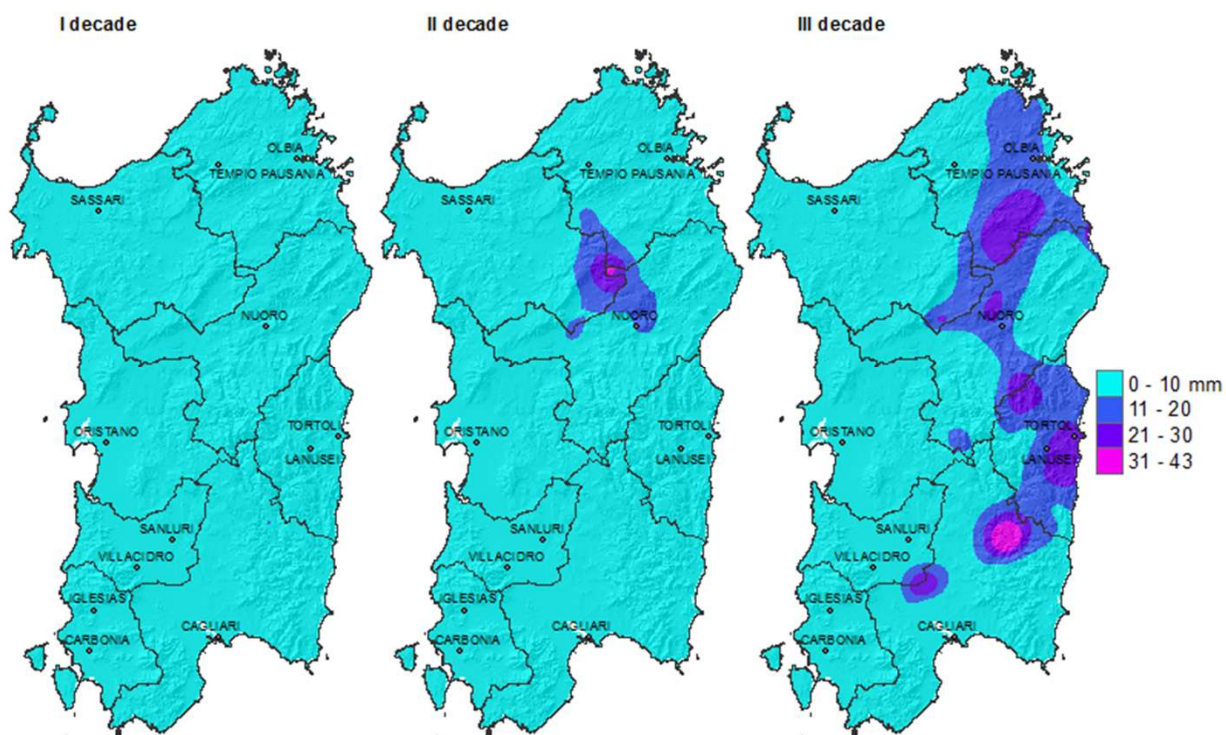 I decade
II decade
III decade
OLBIA
TEMPIO PAUSANIA
SASSARI
NUORO
ORISTANO
TORTOLI
LANUSEI
SANLURI
VILLACIDRO
IGLESIAS
CARBONIA
CAGLIARI
OLBIA
TEMPIO PAUSANIA
SASSARI
NUORO
ORISTANO
TORTOLI
LANUSEI
SANLURI
VILLACIDRO
IGLESIAS
CARBONIA
CAGLIARI
OLBIA
TEMPIO PAUSANIA
SASSARI
NUORO
ORISTANO
TORTOLI
LANUSEI
SANLURI
VILLACIDRO
IGLESIAS
CARBONIA
CAGLIARI
0 - 10 mm
11 - 20
21 - 30
31 - 43